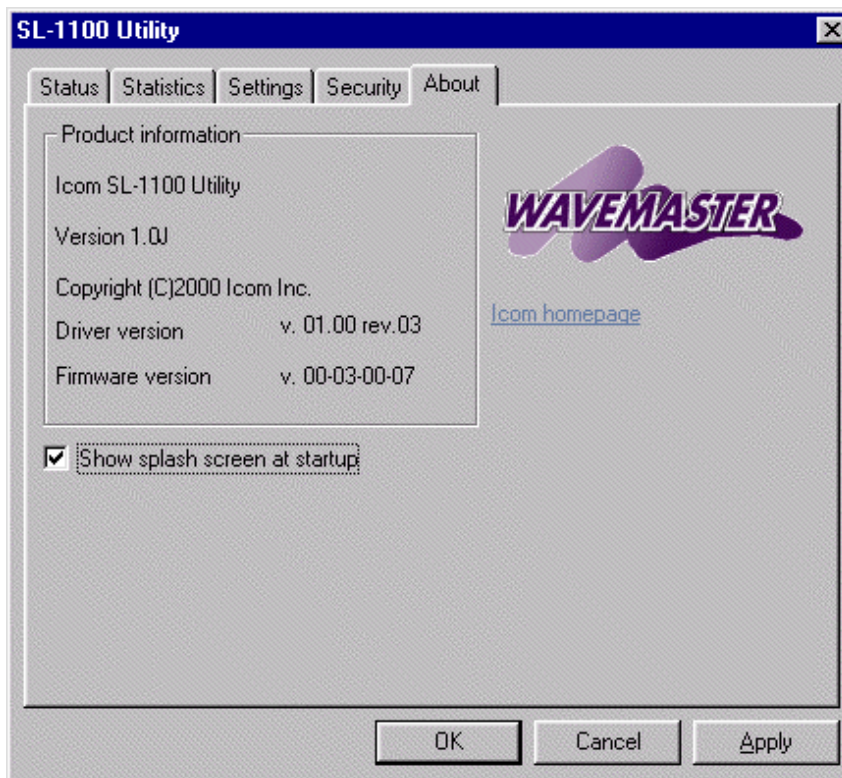 SL-1100 Utility
Status Statistics Settings Security About
Product information
Icom SL-1100 Utility
Version 1.0J
Copyright (C)2000 Icom Inc.
Driver version v. 01.00 rev.03
Firmware version v. 00-03-00-07
WAVEMASTER
Icom homepage
Show splash screen at startup
OK Cancel Apply